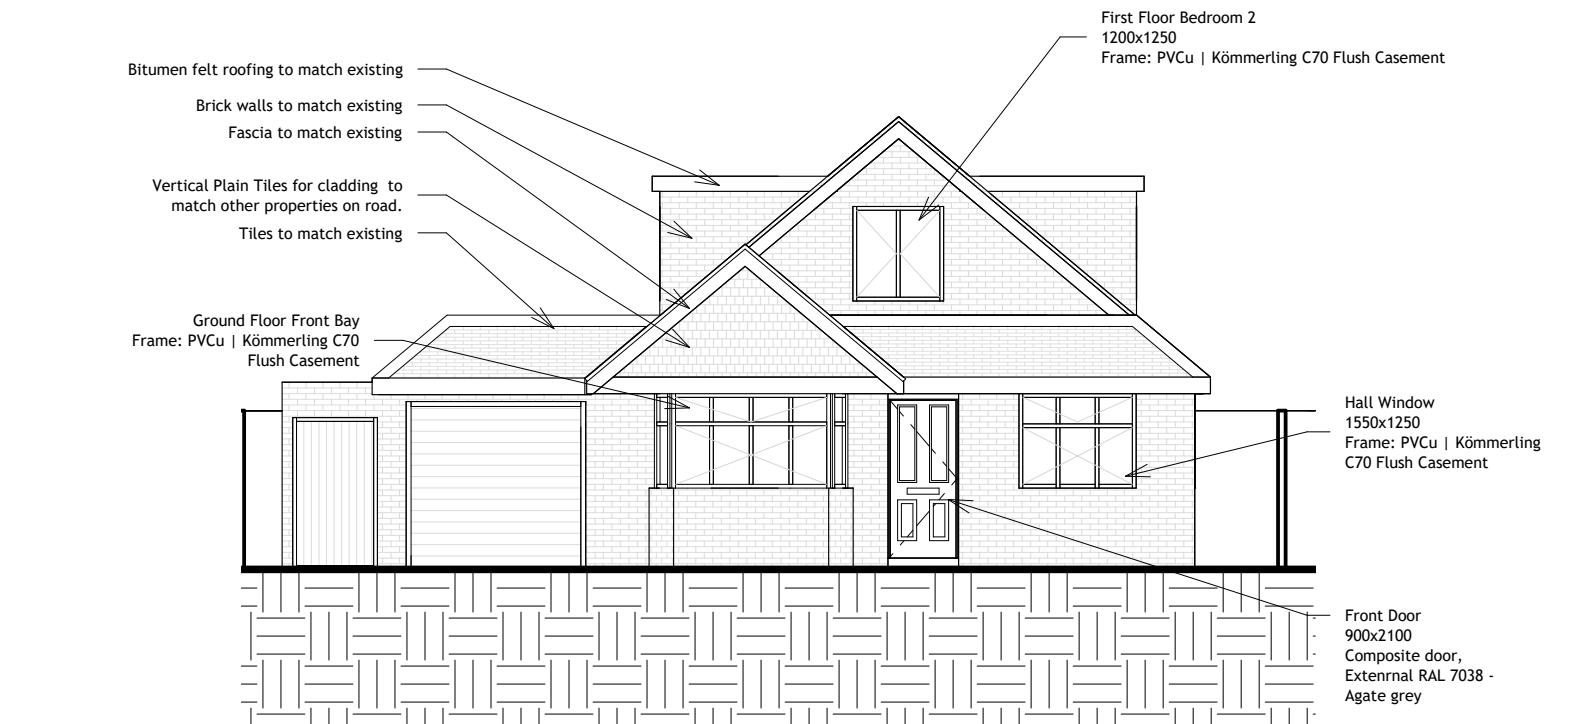 First Floor Bedroom 2
1200x1250
Frame: PVCu | Kömmerling C70 Flush Casement
Bitumen felt roofing to match existing
Brick walls to match existing
Fascia to match existing
Vertical Plain Tiles for cladding to
match other properties on road.
Tiles to match existing
Ground Floor Front Bay
Frame: PVCu | Kömmerling C70
Flush Casement
Hall Window
1550x1250
Frame: PVCu | Kömmerling
C70 Flush Casement
Front Door
900x2100
Composite door,
Extenrnal RAL 7038 -
Agate grey